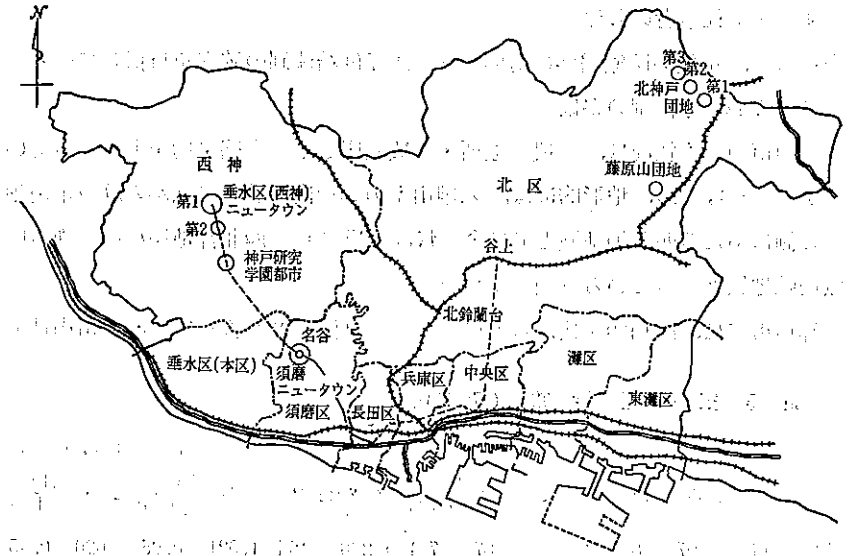 N
第3
第2
北神戸 第1
団地
西神
北区
藤原山団地
第1 垂水区(西神)
ニュータウン
第2
神戸研究
学園都市
谷上
北鈴蘭台
名谷
垂水区(本区)
須磨
ニュータウン
須磨区
長田区
兵庫区
中央区
灘区
東灘区